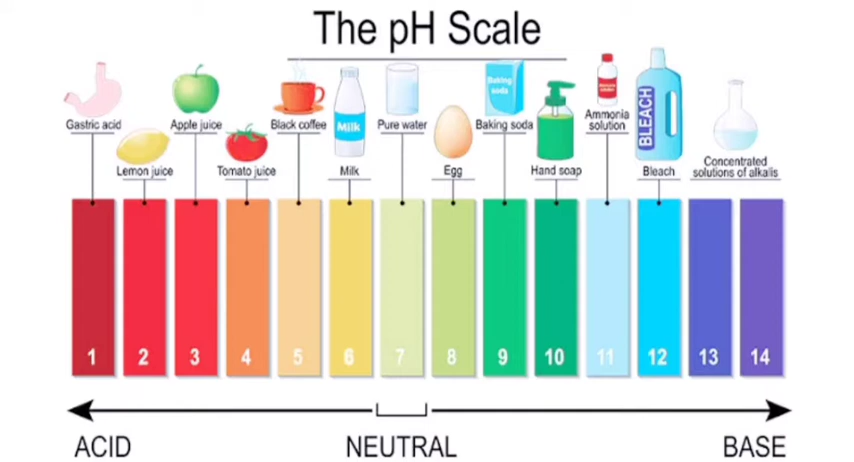 The pH Scale
Gastric acid
Lemon juice
Apple juice
Tomato juice
Black coffee
Milk
Milk
Pure water
Egg
Baking
soda
Baking soda
Hand soap
Ammonia
solution
BLEACH
Bleach
Concentrated
solutions of alkalis
1 2 3 4 5 6 7 8 9 10 11 12 13 14
ACID NEUTRAL BASE